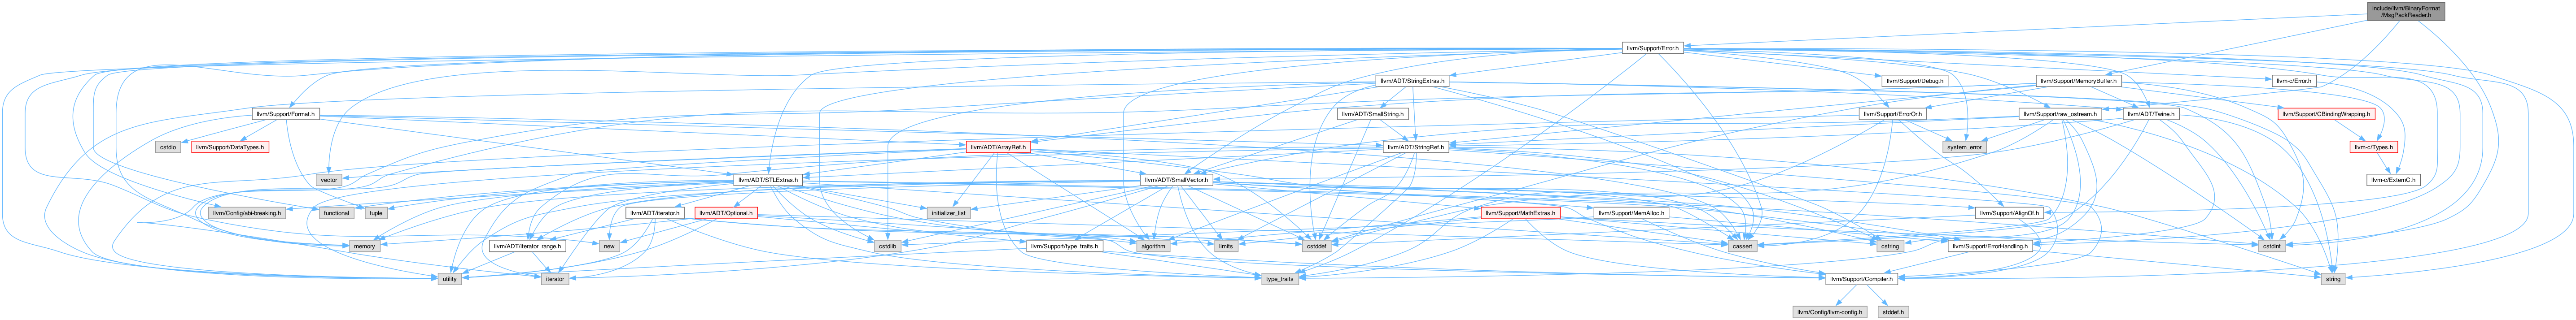 include/llvm/BinaryFormat
/MsgPackReader.h
llvm/Support/Error.h
llvm/ADT/StringExtras.h
llvm/Support/Debug.h
llvm/Support/MemoryBuffer.h
llvm-c/Error.h
llvm/Support/Format.h
llvm/ADT/SmallString.h
llvm/Support/ErrorOr.h
llvm/Support/raw_ostream.h
llvm/ADT/Twine.h
llvm/Support/CBindingWrapping.h
cstdio
llvm/Support/DataTypes.h
llvm/ADT/ArrayRef.h
llvm/ADT/StringRef.h
system_error
llvm-c/Types.h
vector
llvm/ADT/STLExtras.h
llvm/ADT/SmallVector.h
llvm-c/ExternC.h
llvm/Config/abi-breaking.h
functional
tuple
llvm/ADT/iterator.h
llvm/ADT/Optional.h
initializer_list
llvm/Support/MathExtras.h
llvm/Support/MemAlloc.h
llvm/Support/AlignOf.h
memory
llvm/ADT/iterator_range.h
new
cstdlib
llvm/Support/type_traits.h
algorithm
limits
cstddef
cassert
cstring
llvm/Support/ErrorHandling.h
cstdint
utility
iterator
type_traits
llvm/Support/Compiler.h
string
llvm/Config/llvm-config.h
stddef.h